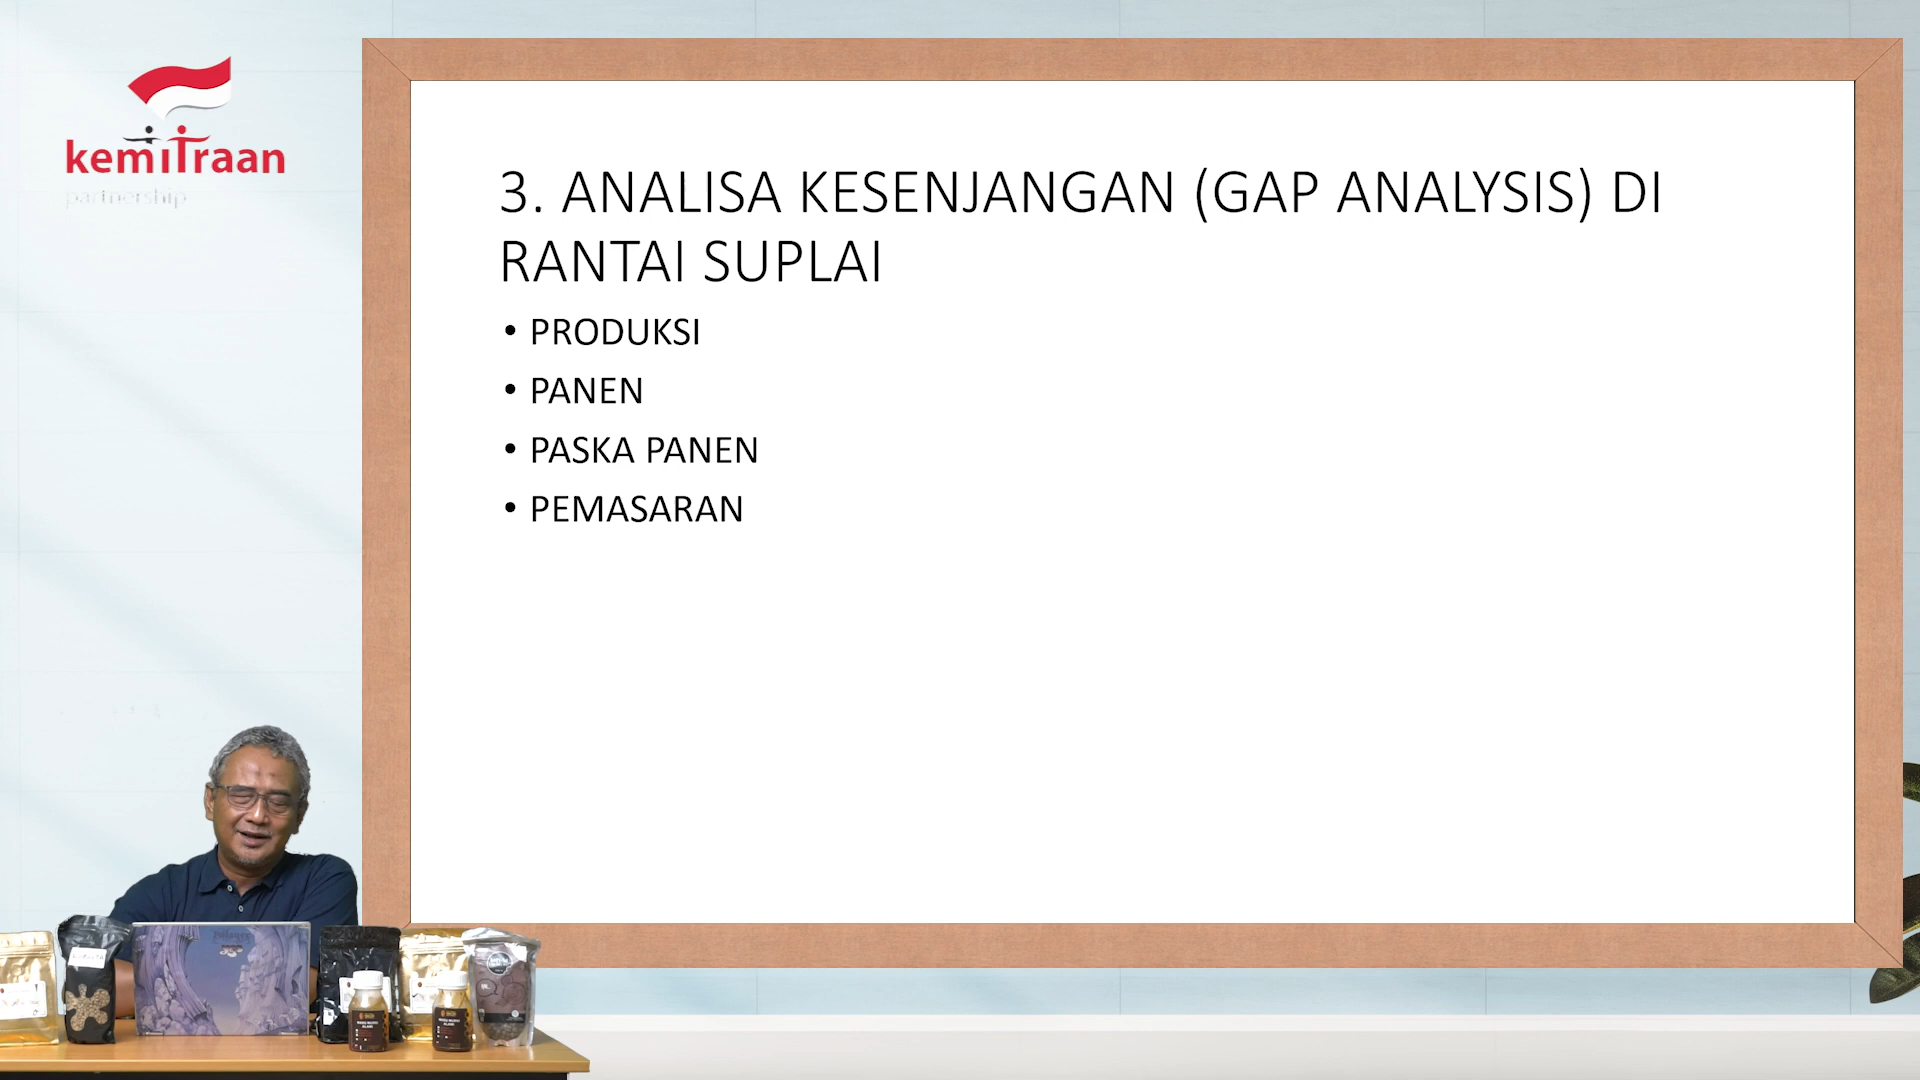 kemitraan
partnership
3. ANALISA KESENJANGAN (GAP ANALYSIS) DI
RANTAI SUPLAI
• PRODUKSI
• PANEN
• PASKA PANEN
• PEMASARAN